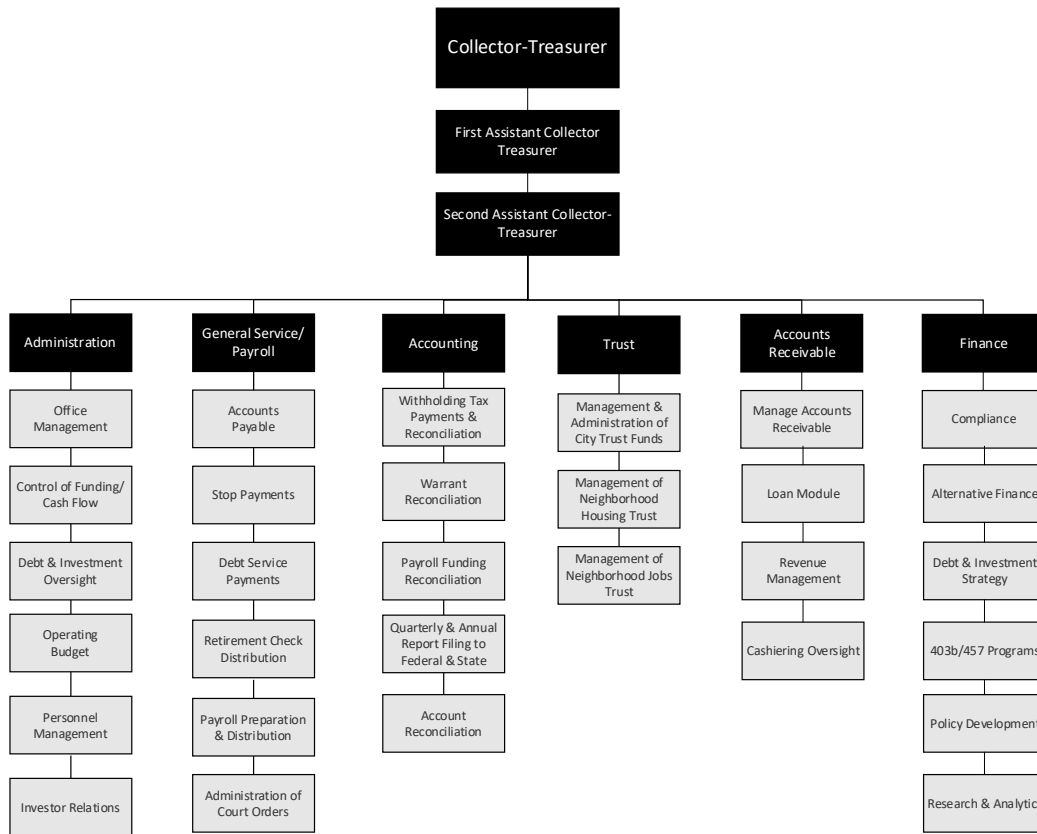 Collector-Treasurer
First Assistant Collector
Treasurer
Second Assistant Collector-
Treasurer
Administration
Office
Management
Control of Funding/
Cash Flow
Debt & Investment
Oversight
Operating
Budget
Personnel
Management
Investor Relations
General Service/
Payroll
Accounts
Payable
Stop Payments
Debt Service
Payments
Retirement Check
Distribution
Payroll Preparation
& Distribution
Administration of
Court Orders
Accounting
Withholding Tax
Payments &
Reconciliation
Warrant
Reconciliation
Payroll Funding
Reconciliation
Quarterly & Annual
Report Filing to
Federal & State
Account
Reconciliation
Trust
Management &
Administration of
City Trust Funds
Management of
Neighborhood
Housing Trust
Management of
Neighborhood Jobs
Trust
Accounts
Receivable
Manage Accounts
Receivable
Loan Module
Revenue
Management
Cashiering Oversight
Finance
Compliance
Alternative Finance
Debt & Investment
Strategy
403b/457 Programs
Policy Development
Research & Analytic